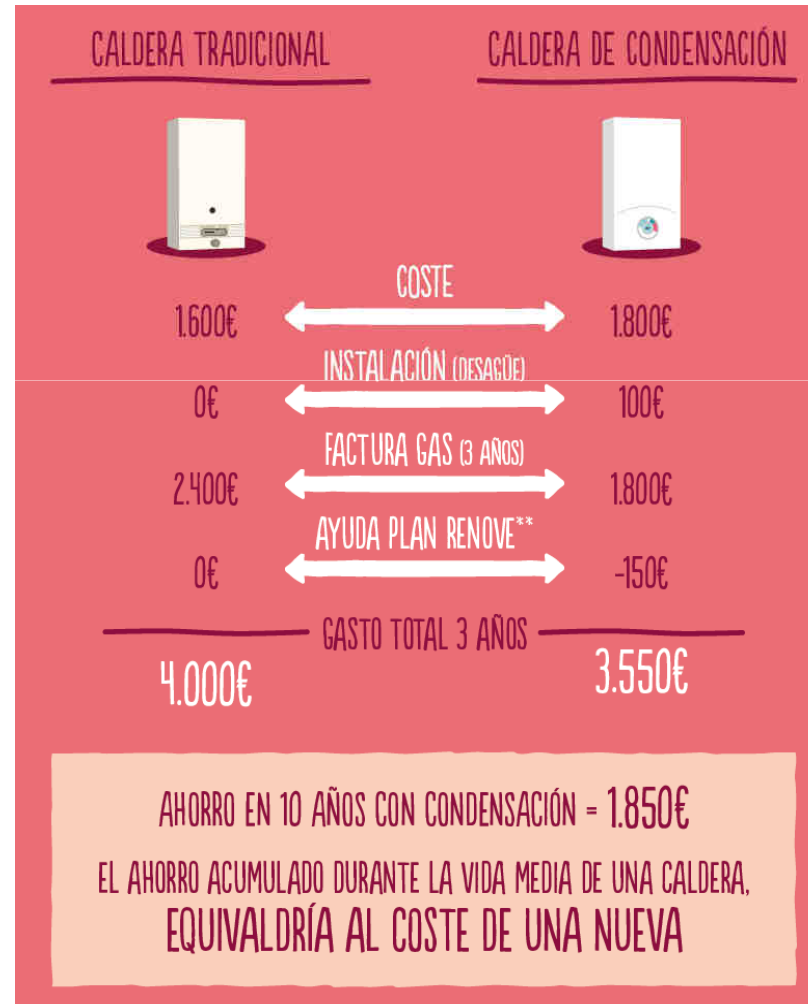 CALDERA TRADICIONAL
CALDERA DE CONDENSACIÓN
COSTE
1.600€
1.800€
INSTALACIÓN (DESAGÜE)
0€
100€
FACTURA GAS (3 AÑOS)
2.400€
1.800€
AYUDA PLAN RENOVE**
0€
-150€
GASTO TOTAL 3 AÑOS
4.000€
3.550€
AHORRO EN 10 AÑOS CON CONDENSACIÓN = 1.850€
EL AHORRO ACUMULADO DURANTE LA VIDA MEDIA DE UNA CALDERA,
EQUIVALDRÍA AL COSTE DE UNA NUEVA